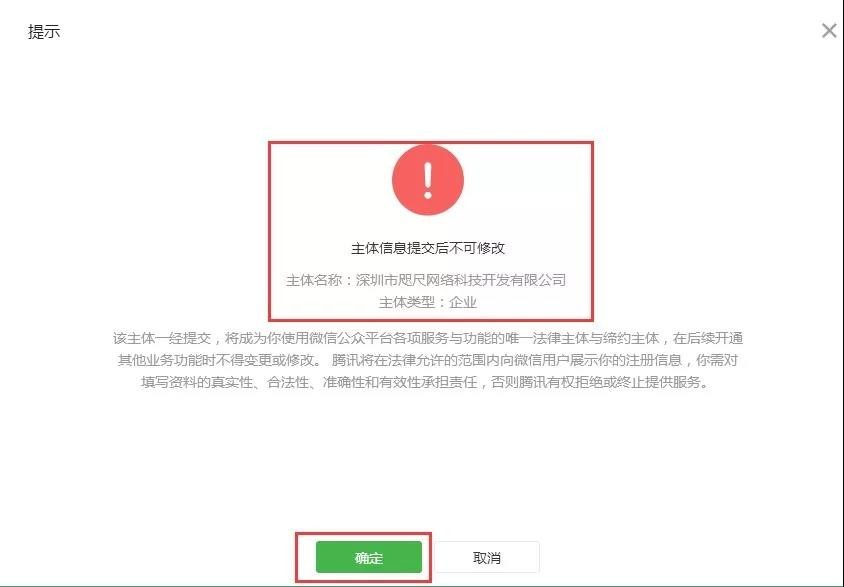 提示
主体信息提交后不可修改
主体名称：深圳市咫尺网络科技开发有限公司
主体类型：企业
该主体一经提交，将成为你使用微信公众平台各项服务与功能的唯一法律主体与缔约主体，在后续开通
其他业务功能时不得变更或修改。 腾讯将在法律允许的范围内向微信用户展示你的注册信息，你需对
填写资料的真实性、合法性、准确性和有效性承担责任，否则腾讯有权拒绝或终止提供服务。
确定
取消